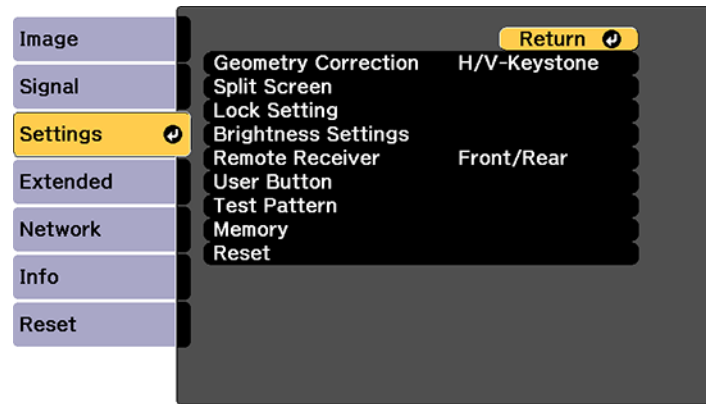 Image
Signal
Settings
Extended
Network
Info
Reset
Return
Geometry Correction H/V-Keystone
Split Screen
Lock Setting
Brightness Settings
Remote Receiver Front/Rear
User Button
Test Pattern
Memory
Reset